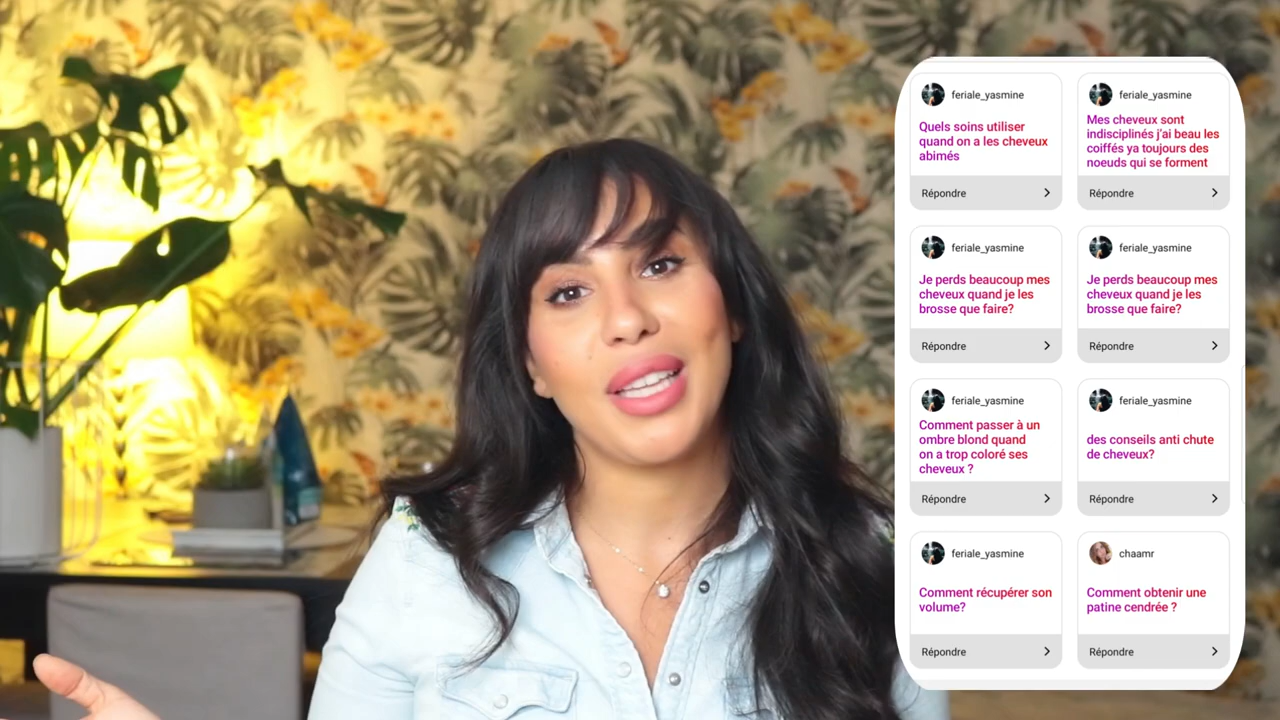 feriale_yasmine
Quels soins utiliser
quand on a les cheveux
abimés
Répondre
feriale_yasmine
Mes cheveux sont
indisciplinés j'ai beau les
coiffés ya toujours des
noeuds qui se forment
Répondre
feriale_yasmine
Je perds beaucoup mes
cheveux quand je les
brosse que faire?
Répondre
feriale_yasmine
Je perds beaucoup mes
cheveux quand je les
brosse que faire?
Répondre
feriale_yasmine
Comment passer à un
ombre blond quand
on a trop coloré ses
cheveux ?
Répondre
feriale_yasmine
des conseils anti chute
de cheveux?
Répondre
feriale_yasmine
Comment récupérer son
volume?
Répondre
chaamr
Comment obtenir une
patine cendrée ?
Répondre